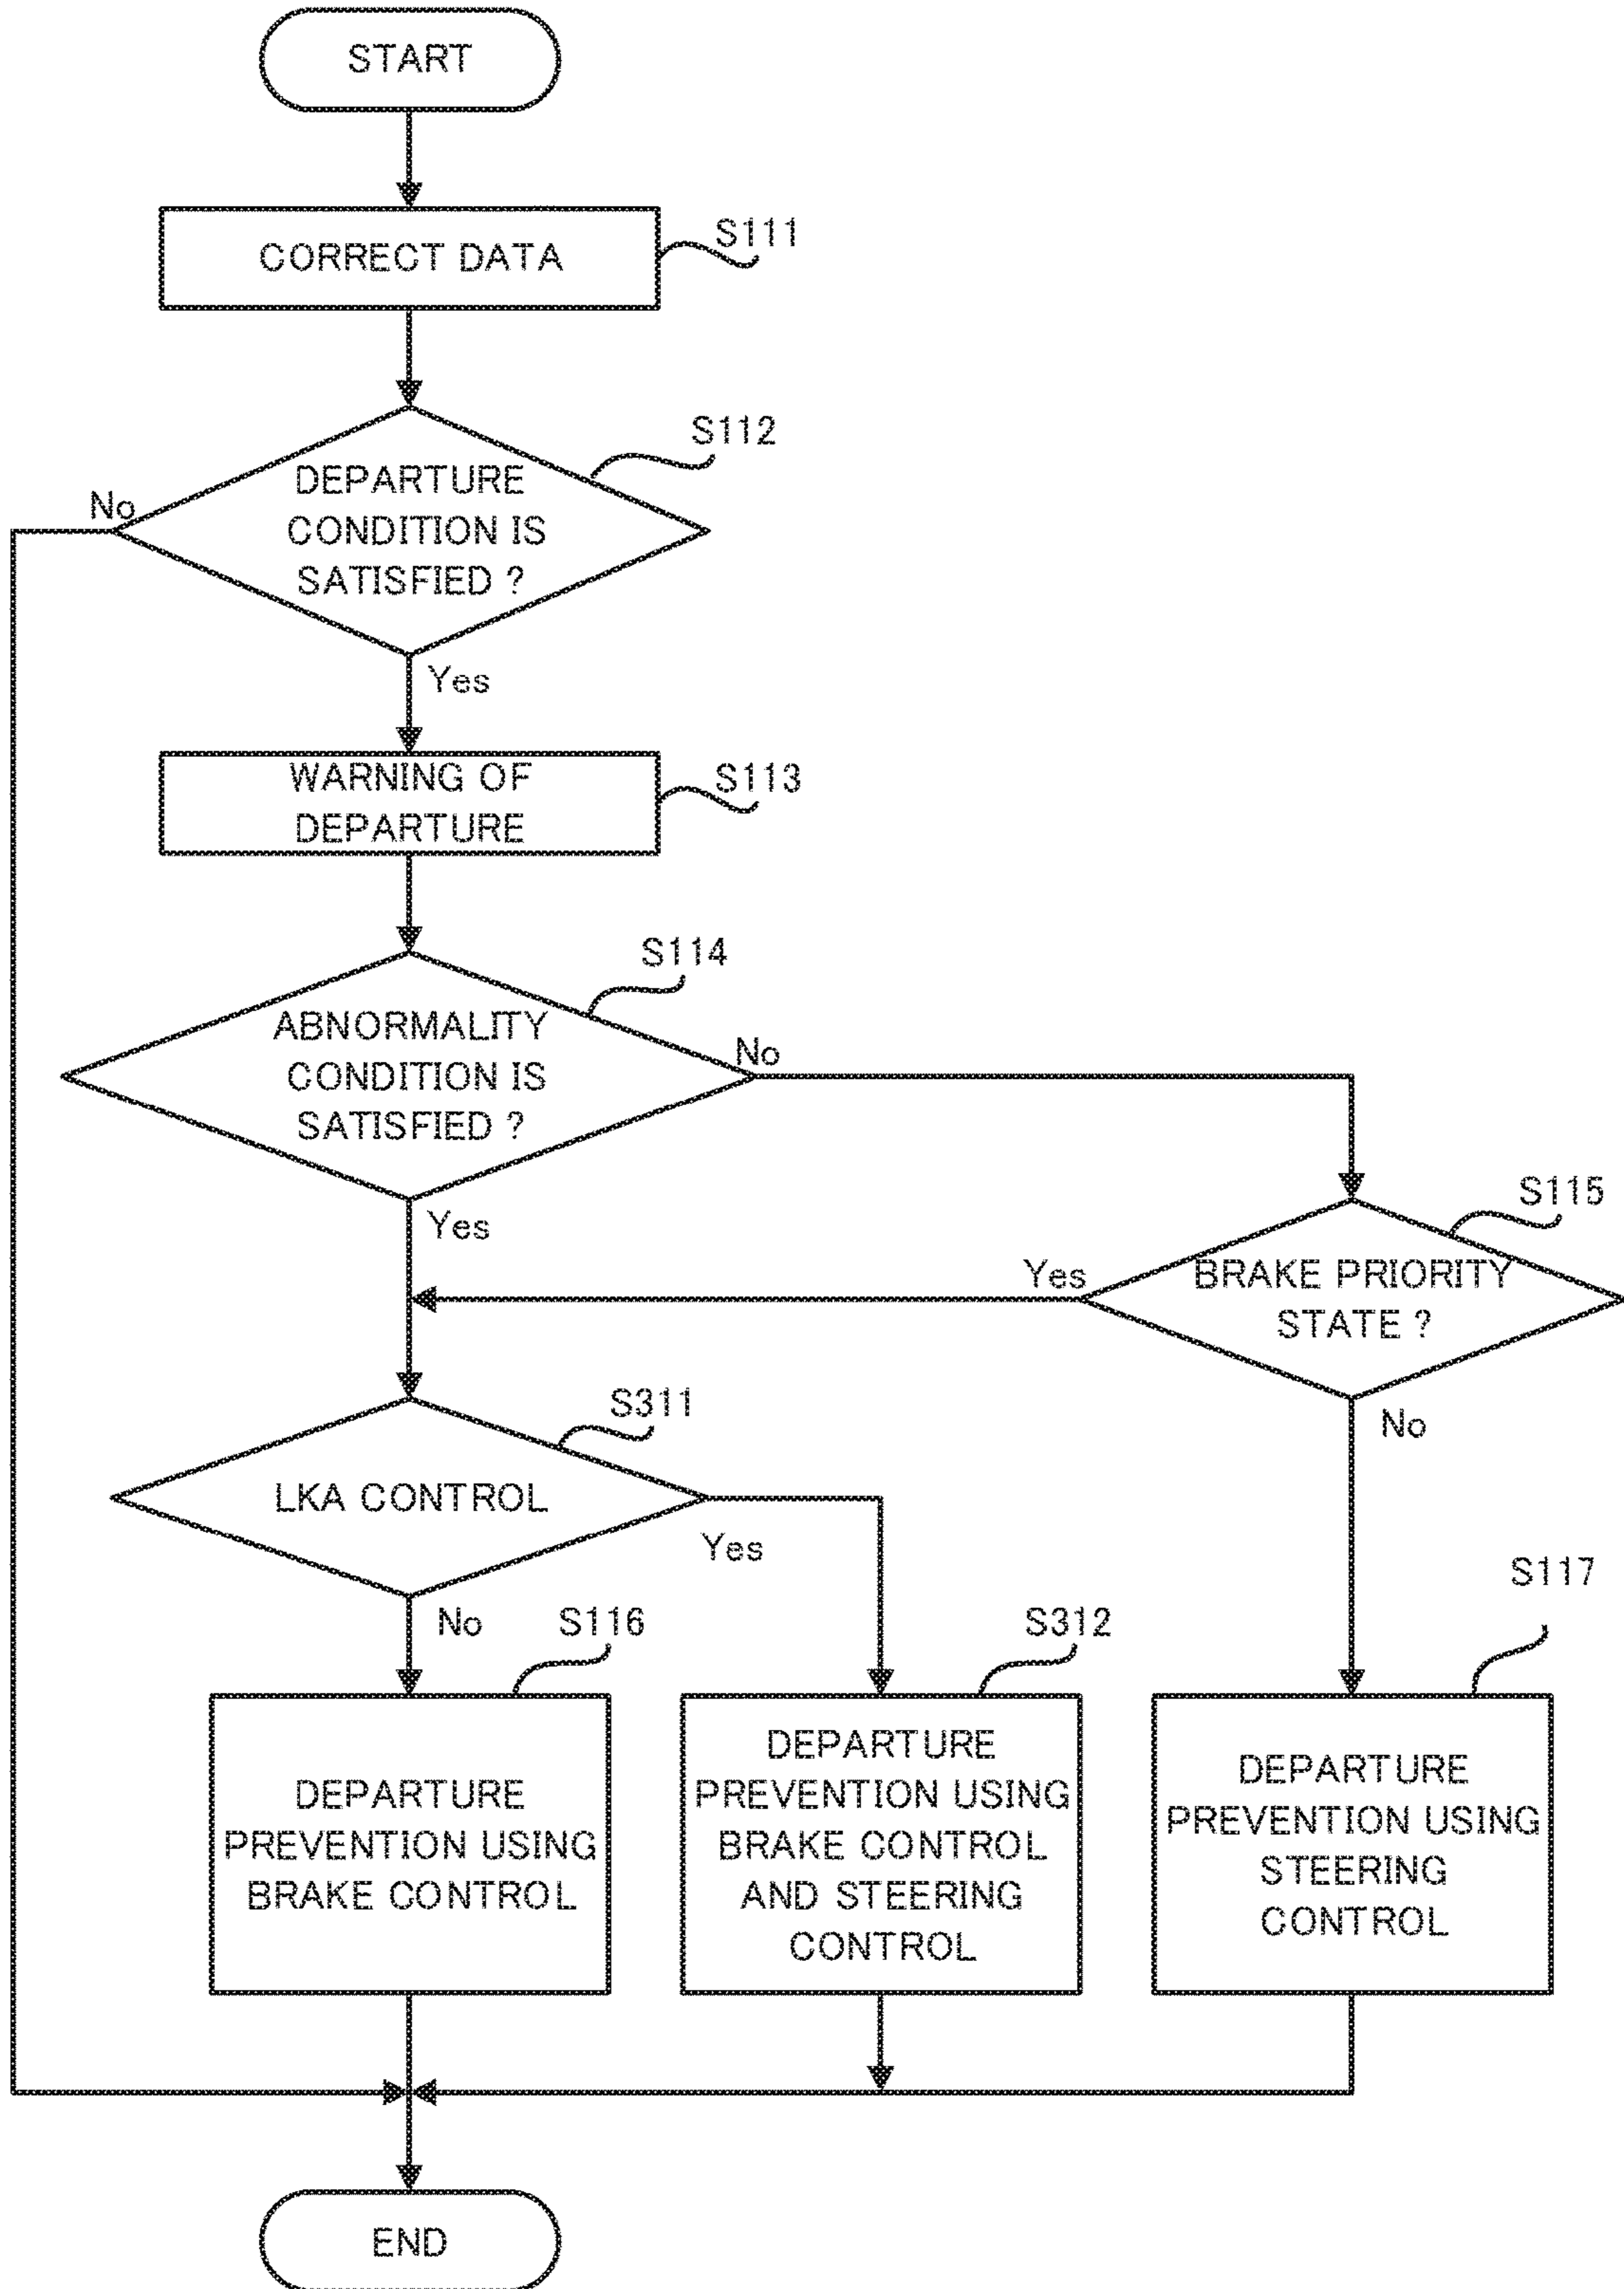 START
CORRECT DATA
S111
DEPARTURE
CONDITION IS
SATISFIED ?
S112
No
Yes
WARNING OF
DEPARTURE
S113
ABNORMALITY
CONDITION IS
SATISFIED ?
S114
No
Yes
BRAKE PRIORITY
STATE ?
S115
Yes
No
LKA CONTROL
S311
Yes
No
S116
DEPARTURE
PREVENTION USING
BRAKE CONTROL
S312
DEPARTURE
PREVENTION USING
BRAKE CONTROL
AND STEERING
CONTROL
S117
DEPARTURE
PREVENTION USING
STEERING
CONTROL
END